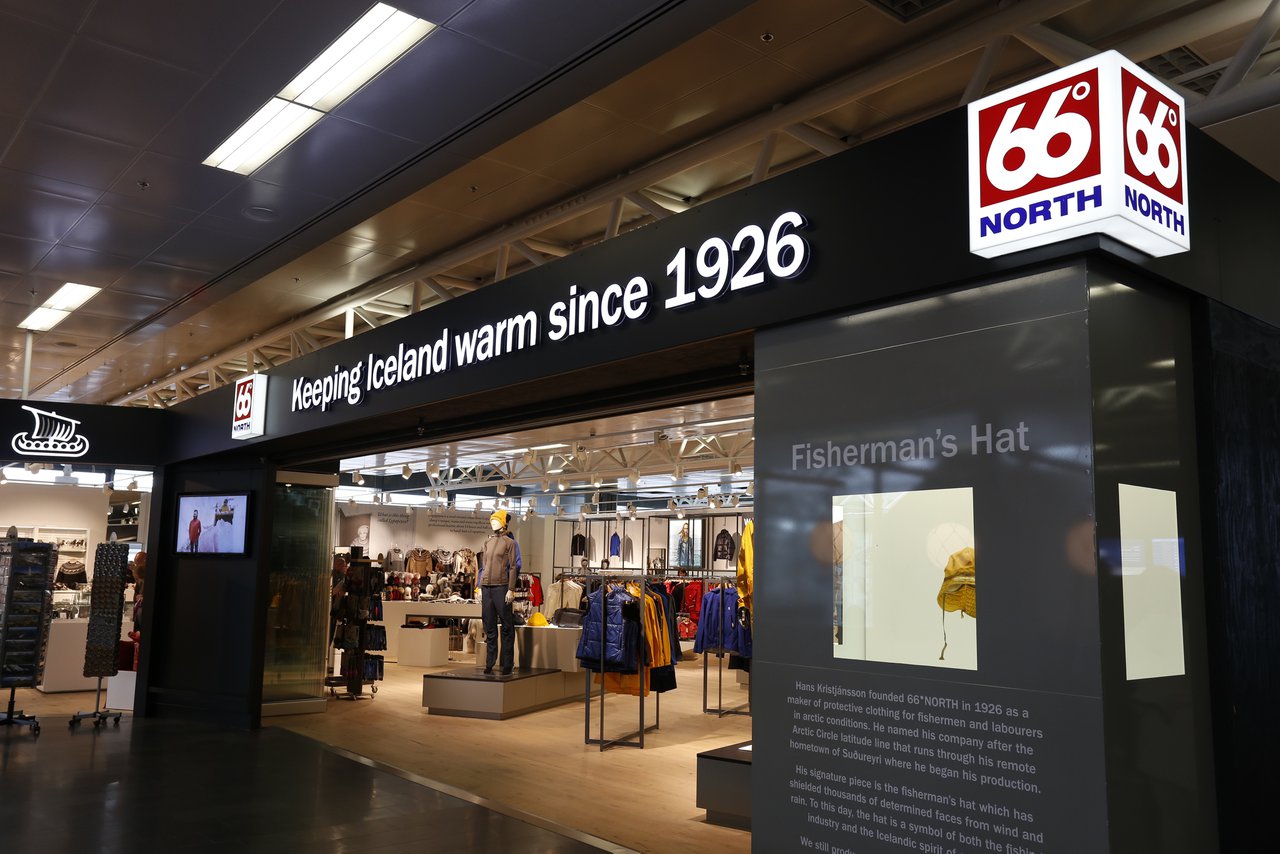 66°
NORTH
66°
NORTH
Keeping Iceland warm since 1926
66°
NORTH
Fisherman's Hat
Hans Kristjánsson founded 66°NORTH in 1926 as a
maker of protective clothing for fishermen and labourers
in arctic conditions. He named his company after the
Arctic Circle latitude line that runs through his remote
hometown of Suðureyri where he began his production.
His signature piece is the fisherman's hat which has
shielded thousands of determined faces from wind and
rain. To this day, the hat is a symbol of both the fishing
industry and the Icelandic spirit of
We still